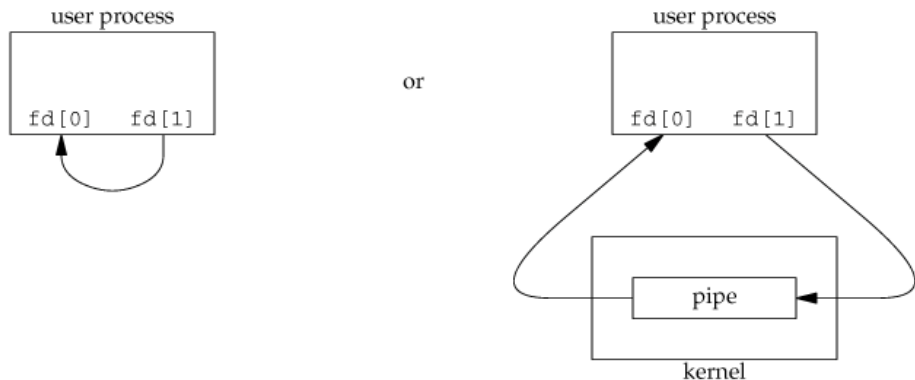 user process
fd[0] fd[1]
or
user process
fd[0] fd[1]
pipe
kernel